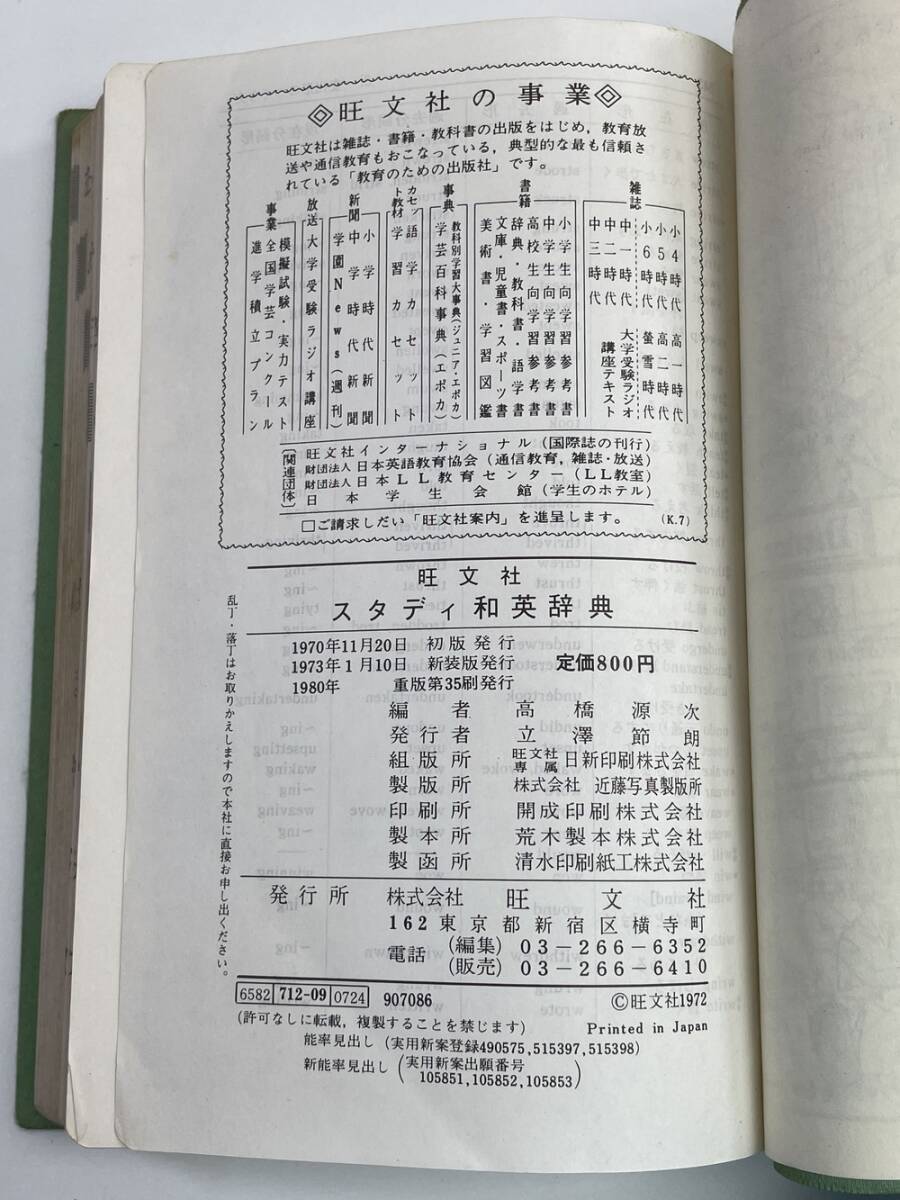 旺文社の事業
旺文社は雑誌・書籍・教科書の出版をはじめ，教育放
送や通信教育もおこなっている，典型的な最も信頼さ
れている「教育のための出版社」です。
雑誌
小4時代
小5時代
小6時代
中一時代
中二時代
中三時代
高一時代
高二時代
螢雪時代
大学受験ラジオ
講座テキスト
書籍
小学生向学習参考書
中学生向学習参考書
高校生向学習参考書
辞典・教科書・語学書
文庫・児童書・スポーツ書
美術書・学習図鑑
事典
教科別学習大事典(ジュニア・エポカ)
学芸百科事典(エポカ)
カセット教材
語学カセット
学習カセット
新聞
小学時代新聞
中学時代新聞
学園News(週刊)
放送
大学受験ラジオ講座
事業
模擬試験・実力テスト
全国学芸コンクール
進学積立プラン
関連団体
旺文社インターナショナル(国際誌の刊行)
財団法人 日本英語教育協会(通信教育，雑誌・放送)
財団法人 日本LL教育センター(LL教室)
日本学生会館(学生のホテル)
□ご請求しだい「旺文社案内」を進呈します。 (K.7)
旺文社
スタディ和英辞典
1970年11月20日 初版発行
1973年1月10日 新装版発行
1980年 重版第35刷発行
定価800円
編者 高橋源次
発行者 立澤節朗
組版所 旺文社専属 日新印刷株式会社
製版所 株式会社 近藤写真製版所
印刷所 開成印刷株式会社
製本所 荒木製本株式会社
製函所 清水印刷紙工株式会社
発行所 株式会社 旺文社
162 東京都新宿区横寺町
電話 (編集) 03-266-6352
(販売) 03-266-6410
6582 712-09 0724 907086
©旺文社1972
(許可なしに転載，複製することを禁じます)
Printed in Japan
能率見出し(実用新案登録490575,515397,515398)
新能率見出し(実用新案出願番号
105851,105852,105853)
乱丁・落丁はお取りかえしますので本社に直接お申し出ください。